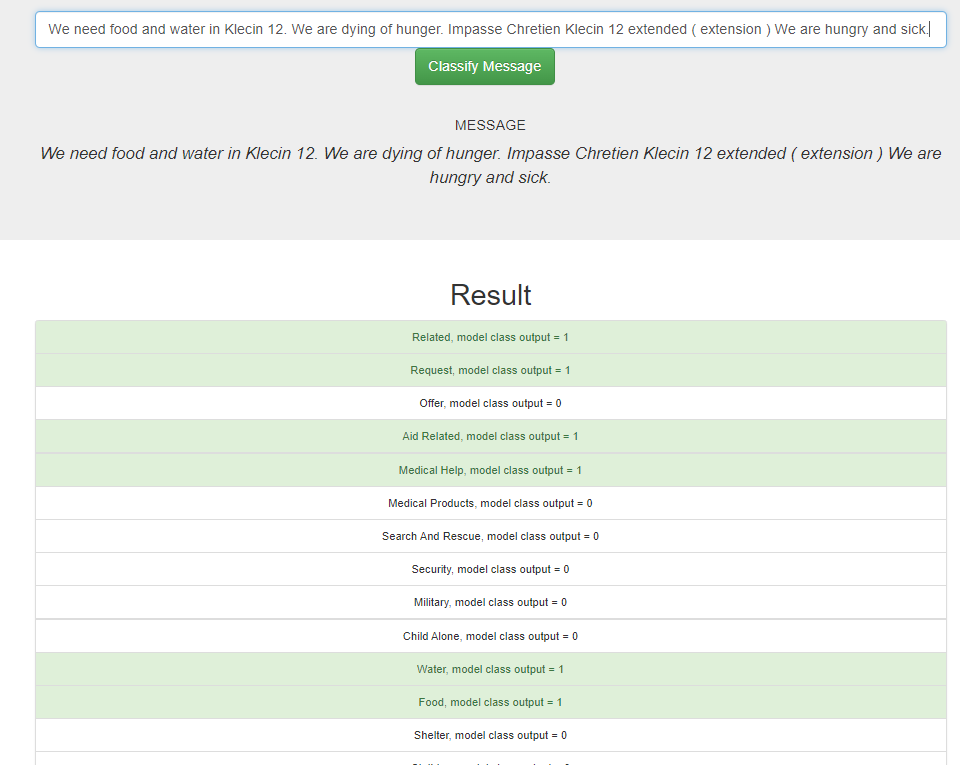 We need food and water in Klecin 12. We are dying of hunger. Impasse Chretien Klecin 12 extended ( extension ) We are hungry and sick.
Classify Message
MESSAGE
We need food and water in Klecin 12. We are dying of hunger. Impasse Chretien Klecin 12 extended ( extension ) We are
hungry and sick.
Result
Related, model class output = 1
Request, model class output = 1
Offer, model class output = 0
Aid Related, model class output = 1
Medical Help, model class output = 1
Medical Products, model class output = 0
Search And Rescue, model class output = 0
Security, model class output = 0
Military, model class output = 0
Child Alone, model class output = 0
Water, model class output = 1
Food, model class output = 1
Shelter, model class output = 0